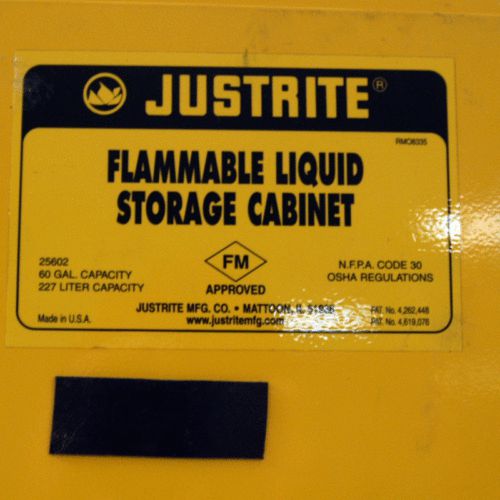 JUSTRITE®
RMC6335
FLAMMABLE LIQUID
STORAGE CABINET
25602
60 GAL. CAPACITY
227 LITER CAPACITY
FM
APPROVED
N.F.P.A. CODE 30
OSHA REGULATIONS
JUSTRITE MFG. CO. • MATTOON, IL 61938
www.justritemfg.com
Made in U.S.A.
PAT. No. 4,262,448
PAT. No. 4,619,076